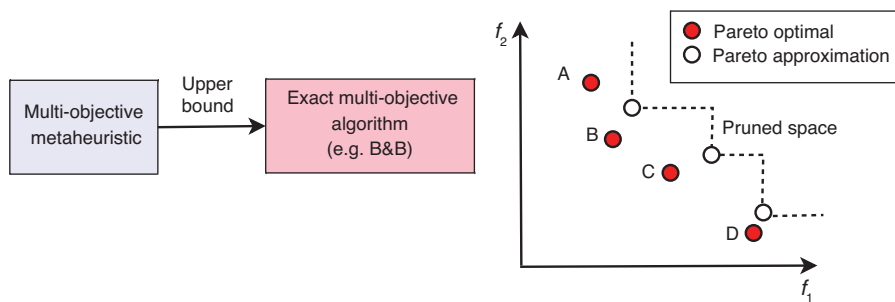 Multi-objective
metaheuristic
Upper
bound
Exact multi-objective
algorithm
(e.g. B&B)
f2
Pareto optimal
Pareto approximation
A
B
Pruned space
C
D
f1